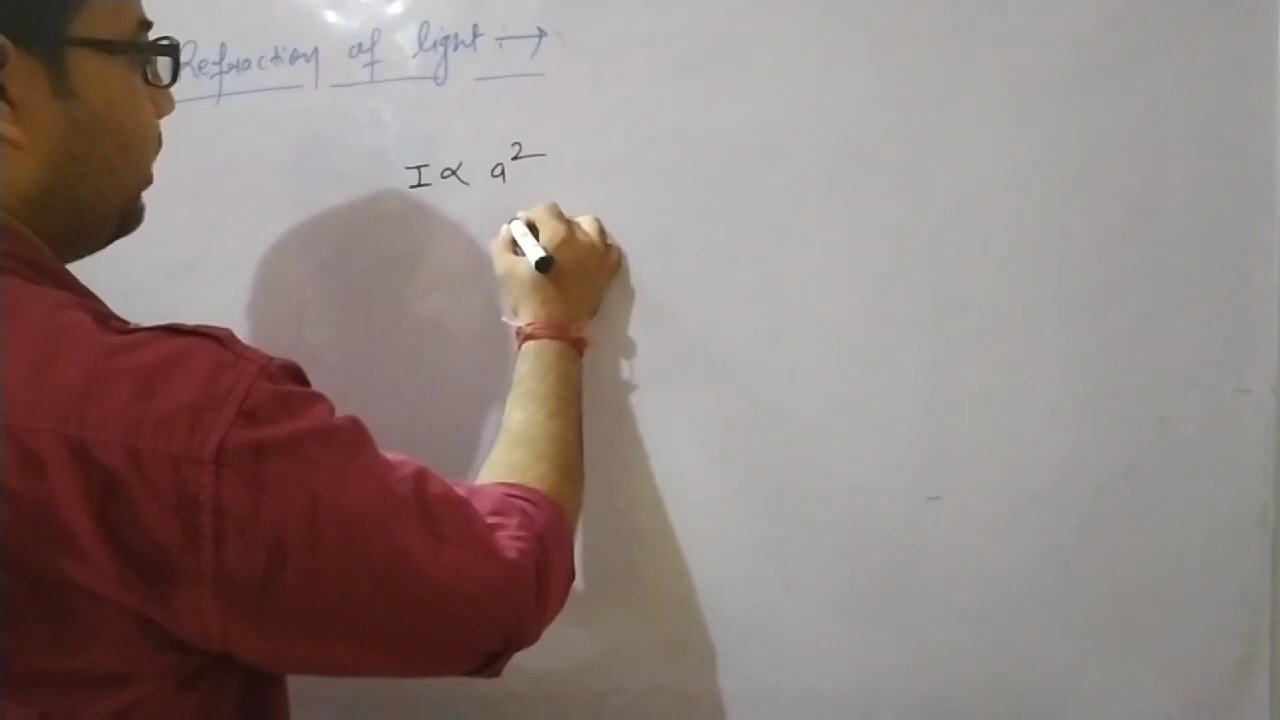 Refraction of light :→
I ∝ a²